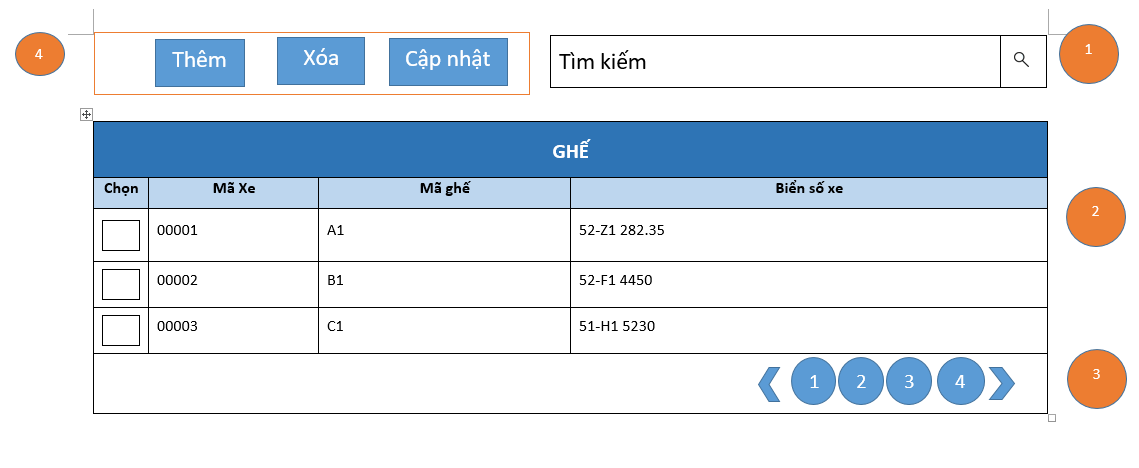 4
Thêm Xóa Cập nhật
Tìm kiếm
1
GHẾ
Chọn Mã Xe Mã ghế Biển số xe
00001 A1 52-Z1 282.35
2
00002 B1 52-F1 4450
00003 C1 51-H1 5230
1 2 3 4
3